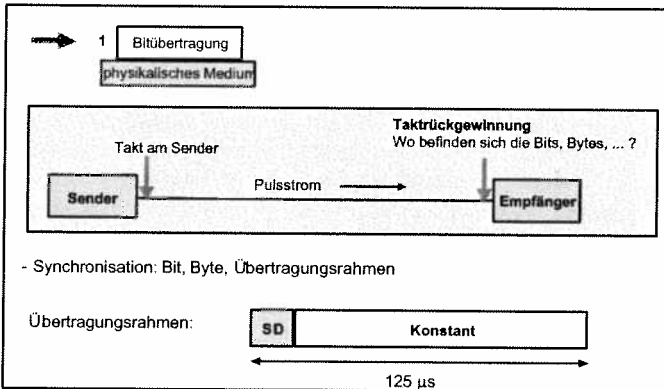 1 Bitübertragung
physikalisches Medium
Taktrückgewinnung
Takt am Sender
Wo befinden sich die Bits, Bytes, ... ?
Pulsstrom
Sender
Empfänger
- Synchronisation: Bit, Byte, Übertragungsrahmen
Übertragungsrahmen: SD Konstant
125 µs